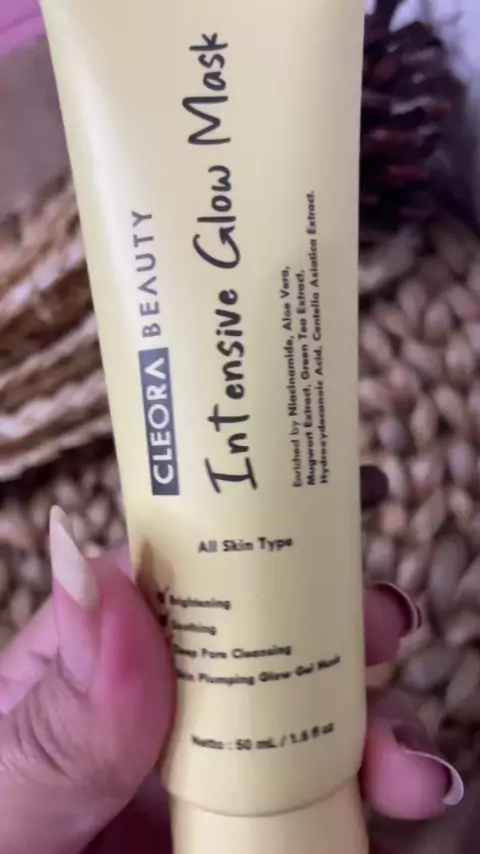 CLEORA BEAUTY
Intensive Glow Mask
Enriched by Niacinamide, Aloe Vera,
Mugwort Extract, Green Tea Extract,
Hydroxydecanoic Acid, Centella Asiatica Extract.
All Skin Type
Brightening
Soothing
Deep Pore Cleansing
Skin Plumping Glow Gel Mask
Netto : 50 mL / 1.6 fl oz